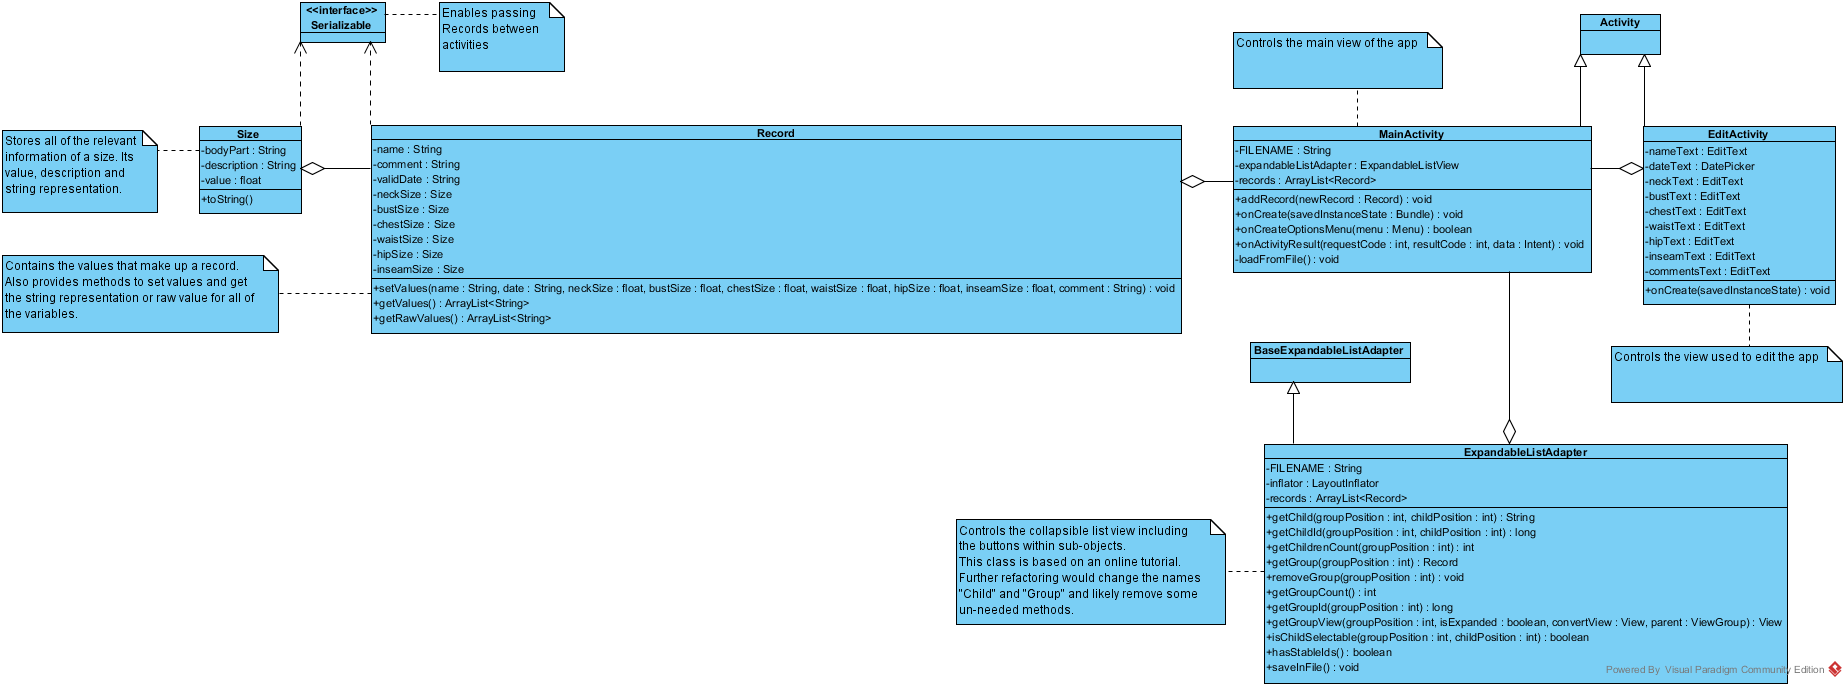 <<interface>>
Serializable
Enables passing
Records between
activities
Activity
Controls the main view of the app
Stores all of the relevant
information of a size. Its
value, description and
string representation.
Size
-bodyPart : String
-description : String
-value : float
+toString()
Record
-name : String
-comment : String
-validDate : String
-neckSize : Size
-bustSize : Size
-chestSize : Size
-waistSize : Size
-hipSize : Size
-inseamSize : Size
+setValues(name : String, date : String, neckSize : float, bustSize : float, chestSize : float, waistSize : float, hipSize : float, inseamSize : float, comment : String) : void
+getValues() : ArrayList<String>
+getRawValues() : ArrayList<String>
MainActivity
-FILENAME : String
-expandableListAdapter : ExpandableListView
-records : ArrayList<Record>
+addRecord(newRecord : Record) : void
+onCreate(savedInstanceState : Bundle) : void
+onCreateOptionsMenu(menu : Menu) : boolean
+onActivityResult(requestCode : int, resultCode : int, data : Intent) : void
-loadFromFile() : void
EditActivity
-nameText : EditText
-dateText : DatePicker
-neckText : EditText
-bustText : EditText
-chestText : EditText
-waistText : EditText
-hipText : EditText
-inseamText : EditText
-commentsText : EditText
+onCreate(savedInstanceState) : void
Contains the values that make up a record.
Also provides methods to set values and get
the string representation or raw value for all of
the variables.
BaseExpandableListAdapter
Controls the view used to edit the app
ExpandableListAdapter
-FILENAME : String
-inflator : LayoutInflator
-records : ArrayList<Record>
+getChild(groupPosition : int, childPosition : int) : String
+getChildId(groupPosition : int, childPosition : int) : long
+getChildrenCount(groupPosition : int) : int
+getGroup(groupPosition : int) : Record
+removeGroup(groupPosition : int) : void
+getGroupCount() : int
+getGroupId(groupPosition : int) : long
+getGroupView(groupPosition : int, isExpanded : boolean, convertView : View, parent : ViewGroup) : View
+isChildSelectable(groupPosition : int, childPosition : int) : boolean
+hasStableIds() : boolean
+saveInFile() : void
Controls the collapsible list view including
the buttons within sub-objects.
This class is based on an online tutorial.
Further refactoring would change the names
"Child" and "Group" and likely remove some
un-needed methods.
Powered By Visual Paradigm Community Edition